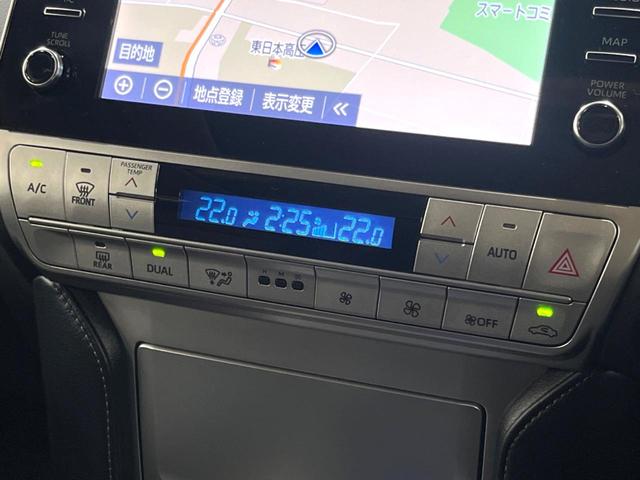 スマートコミ
TUNE
SCROLL
MAP
目的地
東日本高
POWER
VOLUME
地点登録
表示変更
A/C
FRONT
PASSENGER
TEMP
22.0
2:25
22.0
AUTO
REAR
DUAL
OFF